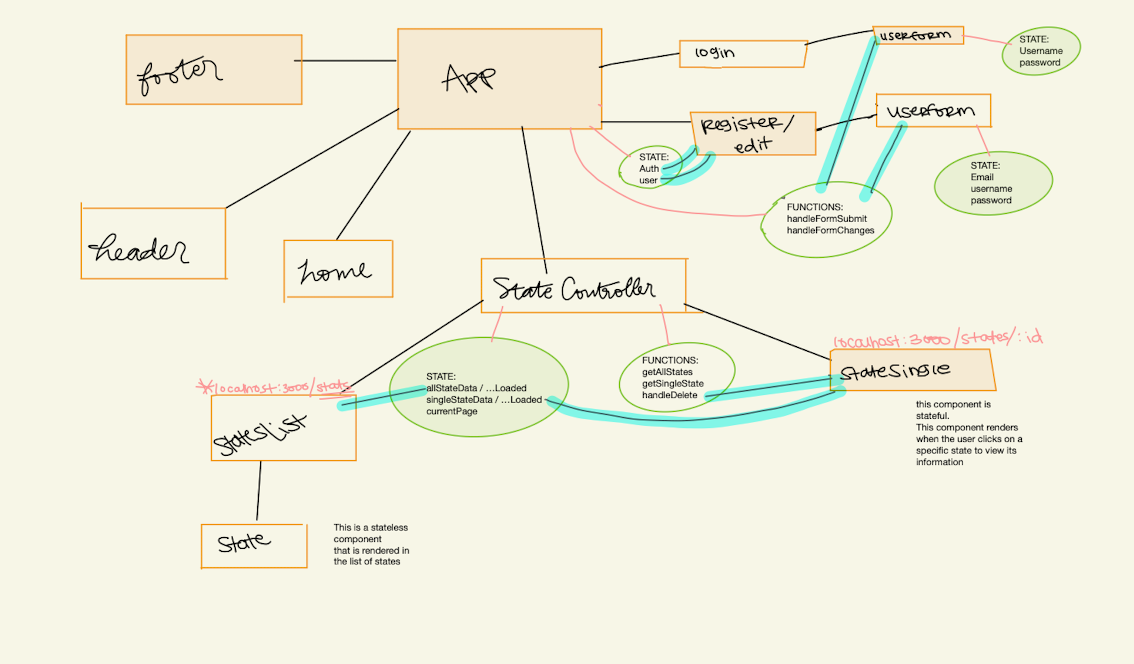 footer
App
login
userform
STATE:
Username
password
Register/
edit
userform
STATE:
Auth
user
STATE:
Email
username
password
FUNCTIONS:
handleFormSubmit
handleFormChanges
header
home
State Controller
*localhost:3000/stats
STATE:
allStateData / ...Loaded
singleStateData / ...Loaded
currentPage
FUNCTIONS:
getAllStates
getSingleState
handleDelete
localhost:3000/states/:id
stateSingle
this component is
stateful.
This component renders
when the user clicks on a
specific state to view its
information
StatesList
State
This is a stateless
component
that is rendered in
the list of states